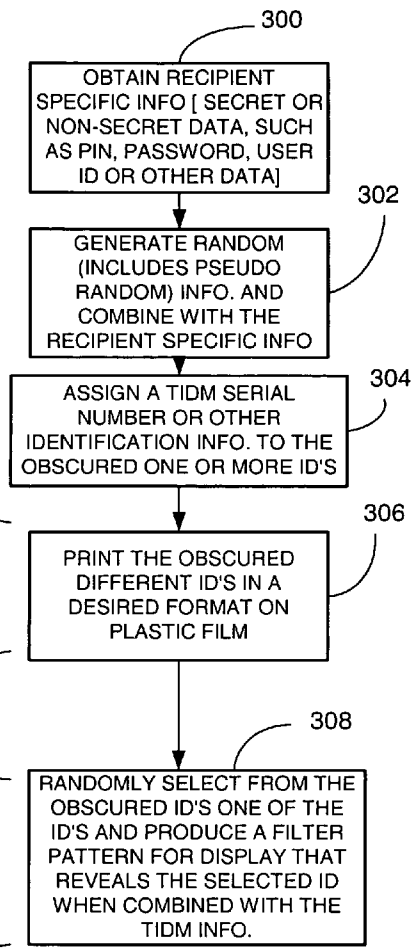 300
OBTAIN RECIPIENT
SPECIFIC INFO [ SECRET OR
NON-SECRET DATA, SUCH
AS PIN, PASSWORD, USER
ID OR OTHER DATA]
302
GENERATE RANDOM
(INCLUDES PSEUDO
RANDOM) INFO. AND
COMBINE WITH THE
RECIPIENT SPECIFIC INFO
304
ASSIGN A TIDM SERIAL
NUMBER OR OTHER
IDENTIFICATION INFO. TO THE
OBSCURED ONE OR MORE ID'S
306
PRINT THE OBSCURED
DIFFERENT ID'S IN A
DESIRED FORMAT ON
PLASTIC FILM
308
RANDOMLY SELECT FROM THE
OBSCURED ID'S ONE OF THE
ID'S AND PRODUCE A FILTER
PATTERN FOR DISPLAY THAT
REVEALS THE SELECTED ID
WHEN COMBINED WITH THE
TIDM INFO.